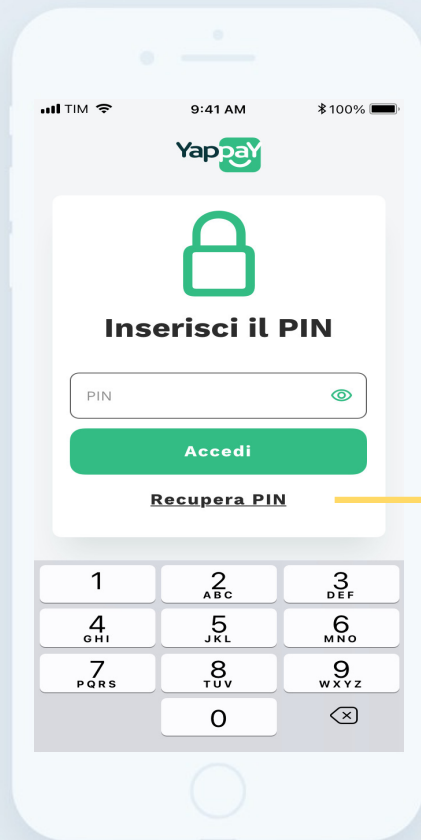 TIM 9:41 AM 100%
YappaY
Inserisci il PIN
PIN
Accedi
Recupera PIN
1 2 3
ABC DEF
4 5 6
GHI JKL MNO
7 8 9
PQRS TUV WXYZ
0